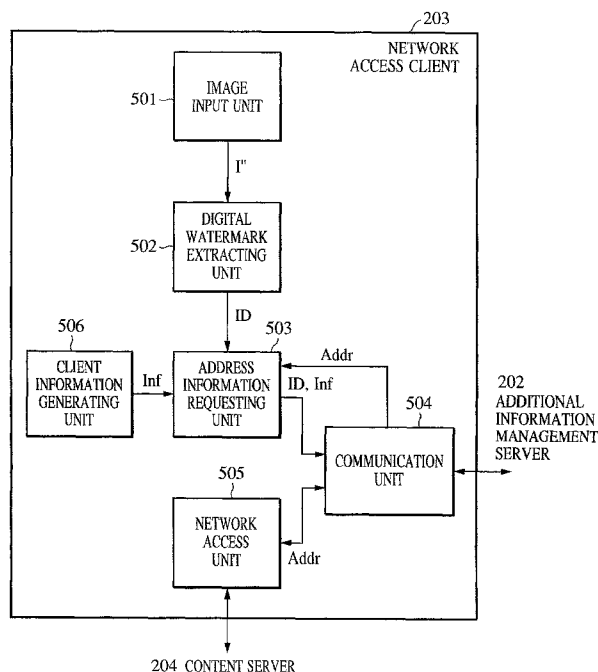 203
NETWORK
ACCESS CLIENT
501
IMAGE
INPUT UNIT
I"
502
DIGITAL
WATERMARK
EXTRACTING
UNIT
ID
506
503
Addr
CLIENT
INFORMATION
GENERATING
UNIT
Inf
ADDRESS
INFORMATION
REQUESTING
UNIT
ID, Inf
202
ADDITIONAL
INFORMATION
MANAGEMENT
SERVER
504
COMMUNICATION
UNIT
505
NETWORK
ACCESS
UNIT
Addr
204 CONTENT SERVER